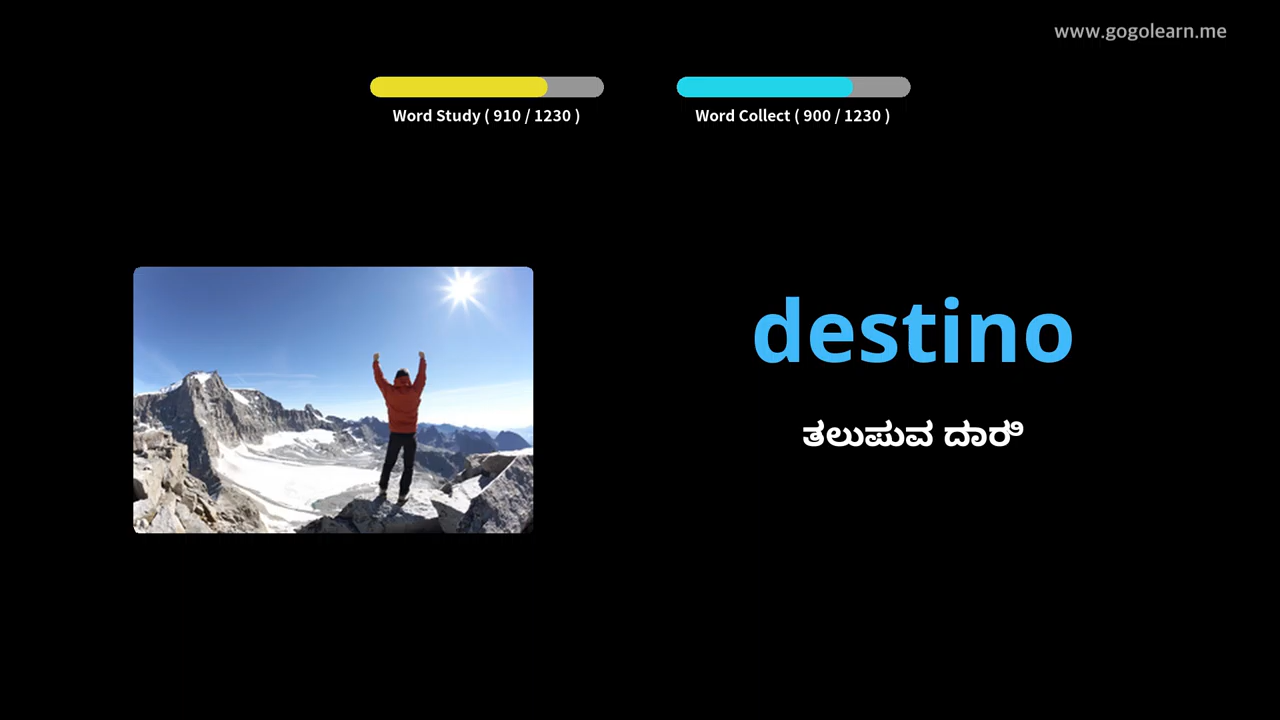 www.gogolearn.me
Word Study ( 910 / 1230 )
Word Collect ( 900 / 1230 )
destino
ತಲುಪುವ ದಾರಿ